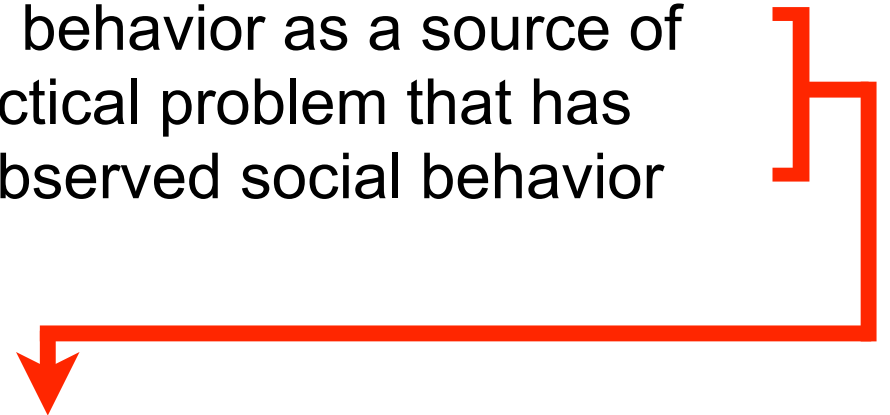 behavior as a source of
ctical problem that has
bserved social behavior